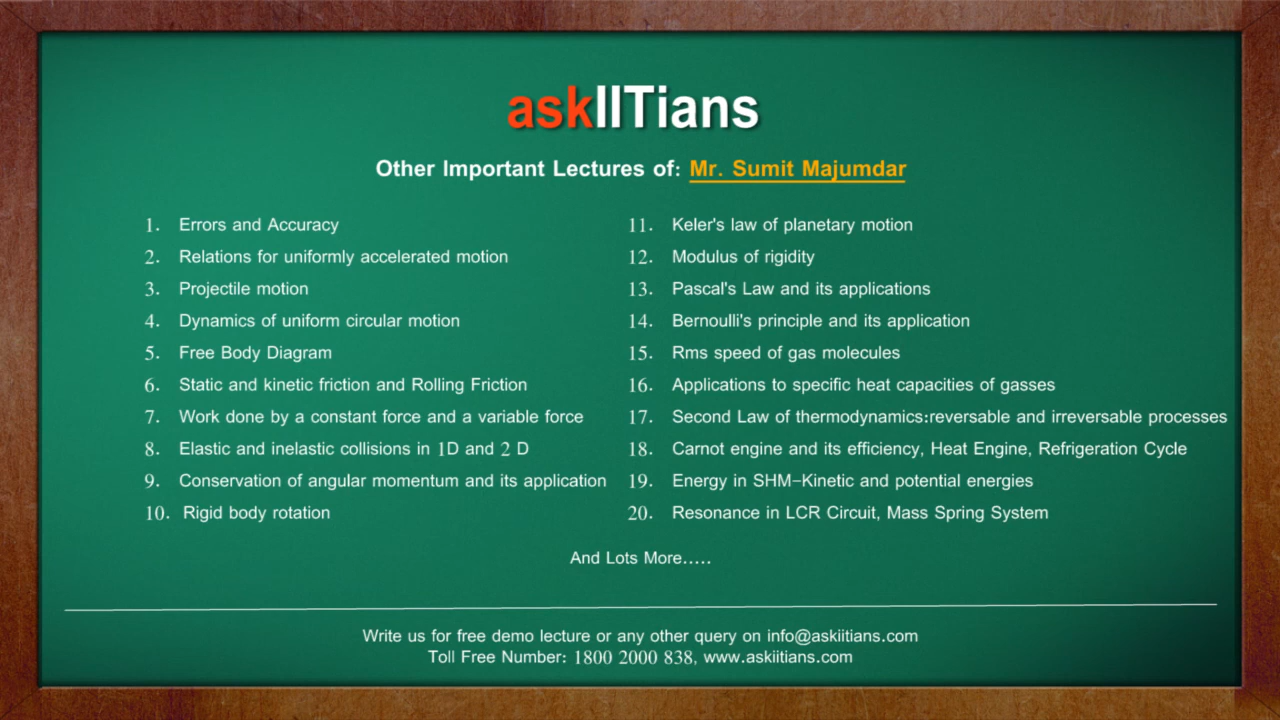 askIITians
Other Important Lectures of: Mr. Sumit Majumdar
1. Errors and Accuracy
2. Relations for uniformly accelerated motion
3. Projectile motion
4. Dynamics of uniform circular motion
5. Free Body Diagram
6. Static and kinetic friction and Rolling Friction
7. Work done by a constant force and a variable force
8. Elastic and inelastic collisions in 1D and 2 D
9. Conservation of angular momentum and its application
10. Rigid body rotation
11. Keler's law of planetary motion
12. Modulus of rigidity
13. Pascal's Law and its applications
14. Bernoulli's principle and its application
15. Rms speed of gas molecules
16. Applications to specific heat capacities of gasses
17. Second Law of thermodynamics:reversable and irreversable processes
18. Carnot engine and its efficiency, Heat Engine, Refrigeration Cycle
19. Energy in SHM–Kinetic and potential energies
20. Resonance in LCR Circuit, Mass Spring System
And Lots More.....
Write us for free demo lecture or any other query on info@askiitians.com
Toll Free Number: 1800 2000 838, www.askiitians.com